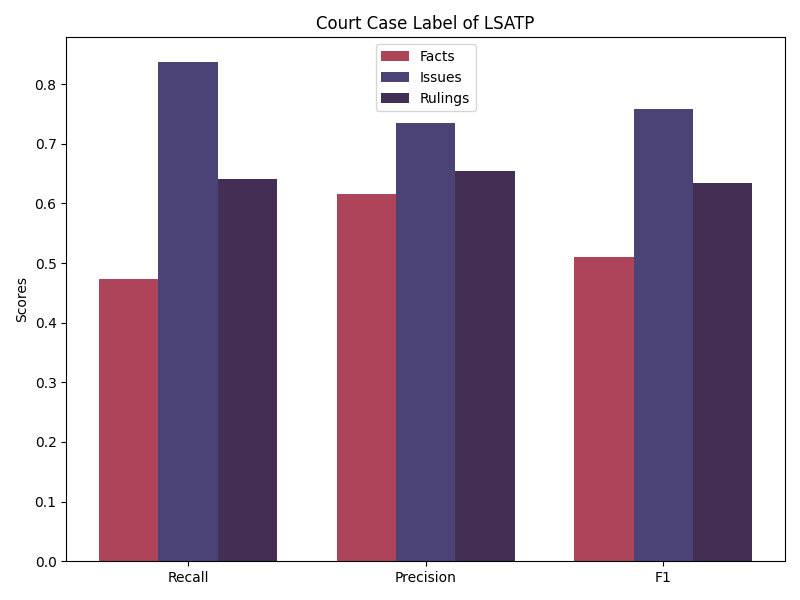 Court Case Label of LSATP
Facts
Issues
Rulings
Scores
0.8
0.7
0.6
0.5
0.4
0.3
0.2
0.1
0.0
Recall
Precision
F1